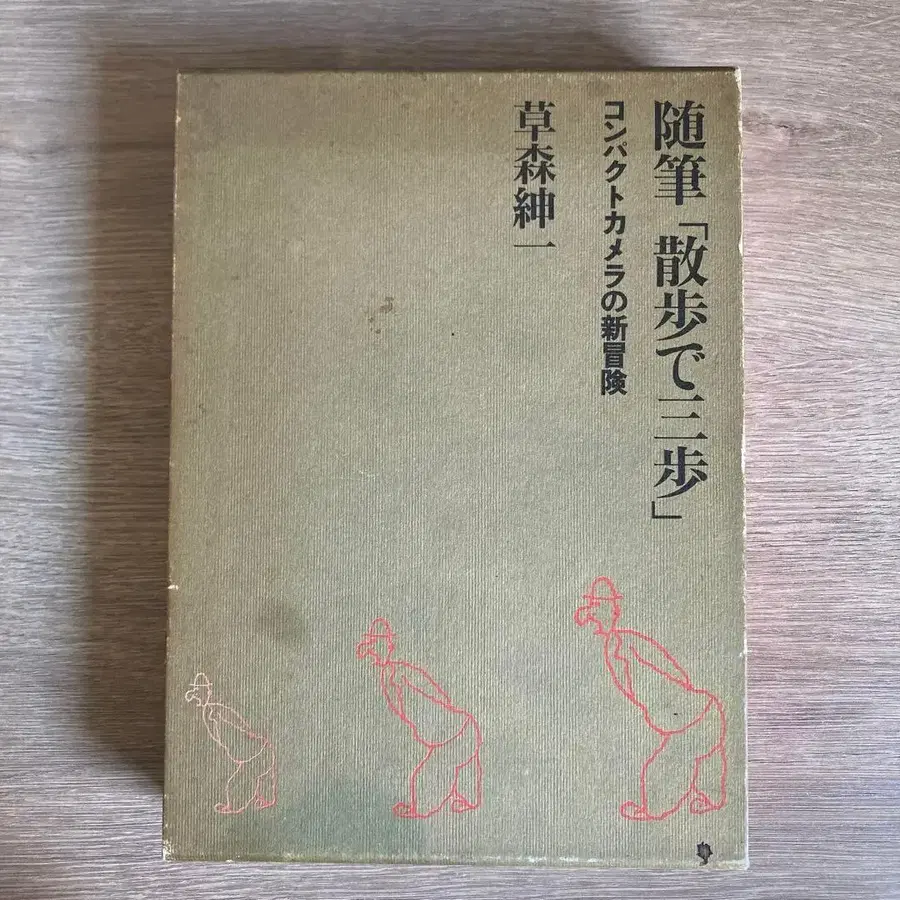 随筆「散歩で三歩」
コンパクトカメラの新冒険
草森紳一